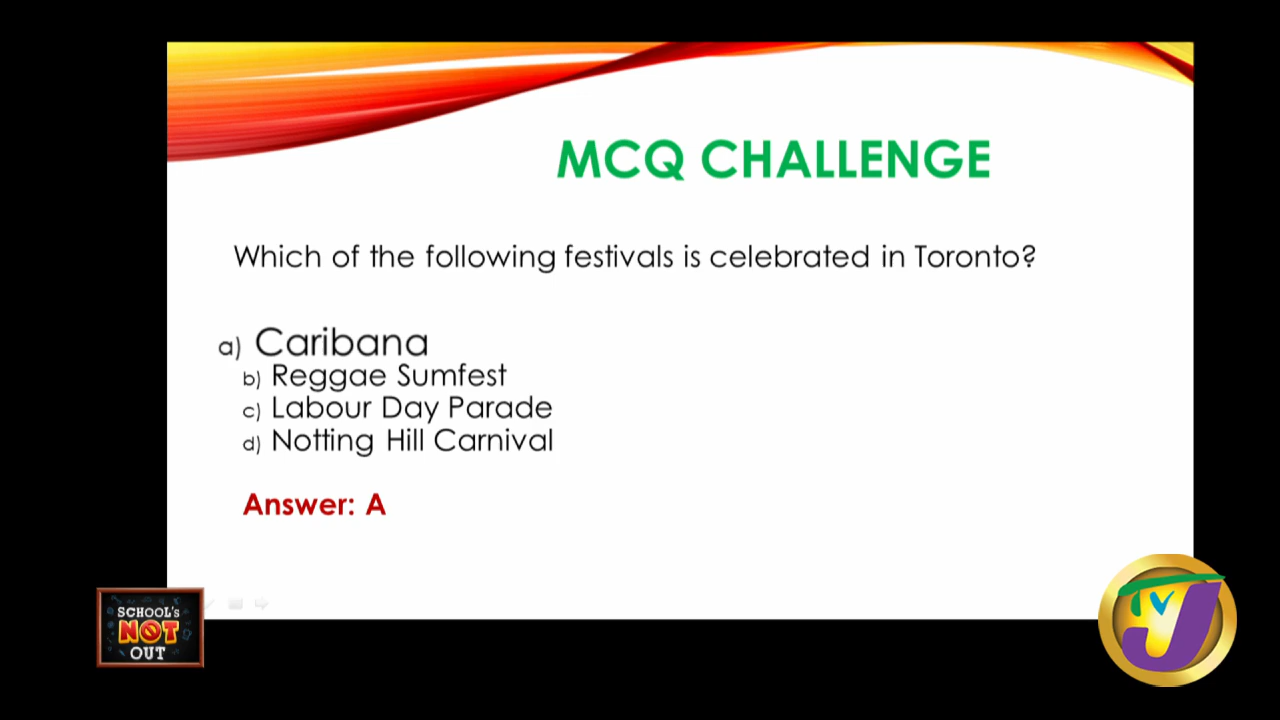 MCQ CHALLENGE
Which of the following festivals is celebrated in Toronto?
a) Caribana
b) Reggae Sumfest
c) Labour Day Parade
d) Notting Hill Carnival
Answer: A
SCHOOL's
NOT
OUT
TVJ